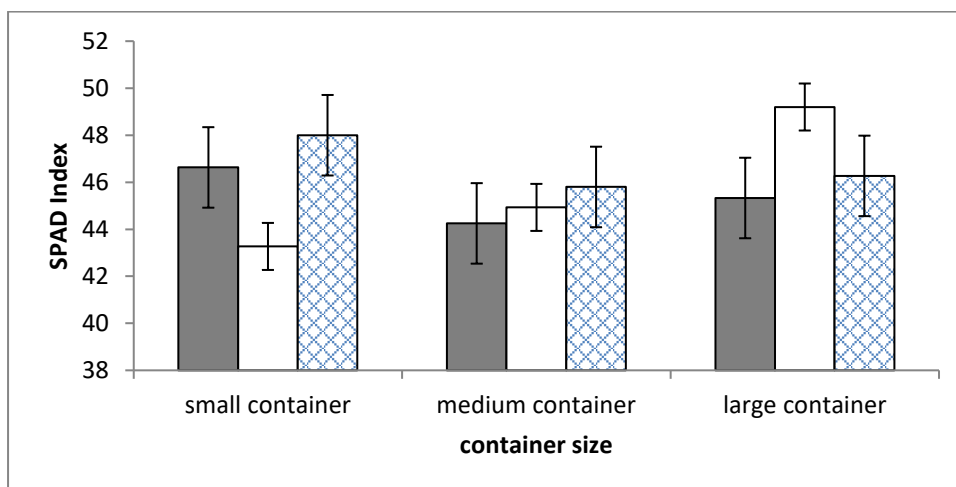 52
50
48
46
44
42
40
38
SPAD Index
small container
medium container
large container
container size